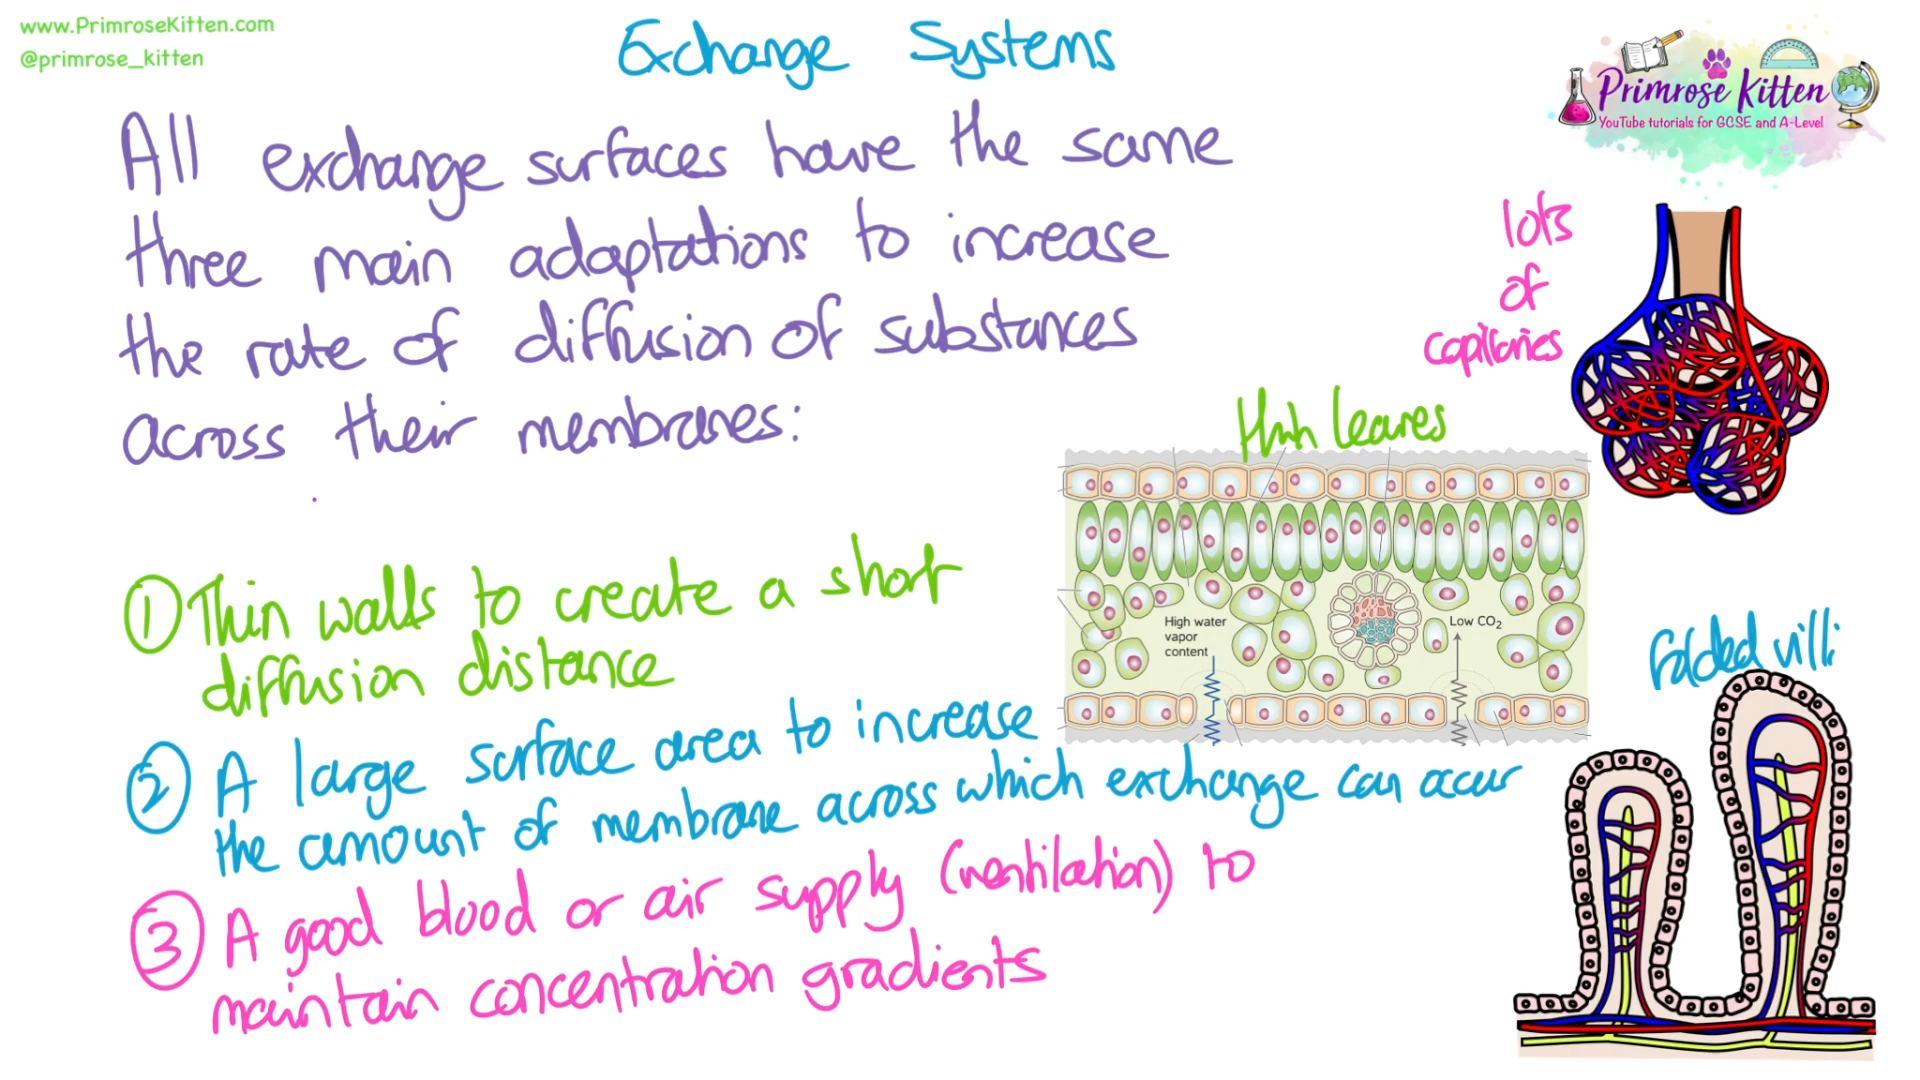 www.PrimroseKitten.com
@primrose_kitten
Exchange Systems
Primrose Kitten
YouTube tutorials for GCSE and A-Level
All exchange surfaces have the same
three main adaptations to increase
the rate of diffusion of substances
across their membranes:
lots
of
capillaries
thin leaves
High water
vapor
content
Low CO₂
folded villi
① Thin walls to create a short
diffusion distance
② A large surface area to increase
the amount of membrane across which exchange can occur
③ A good blood or air supply (ventilation) to
maintain concentration gradients